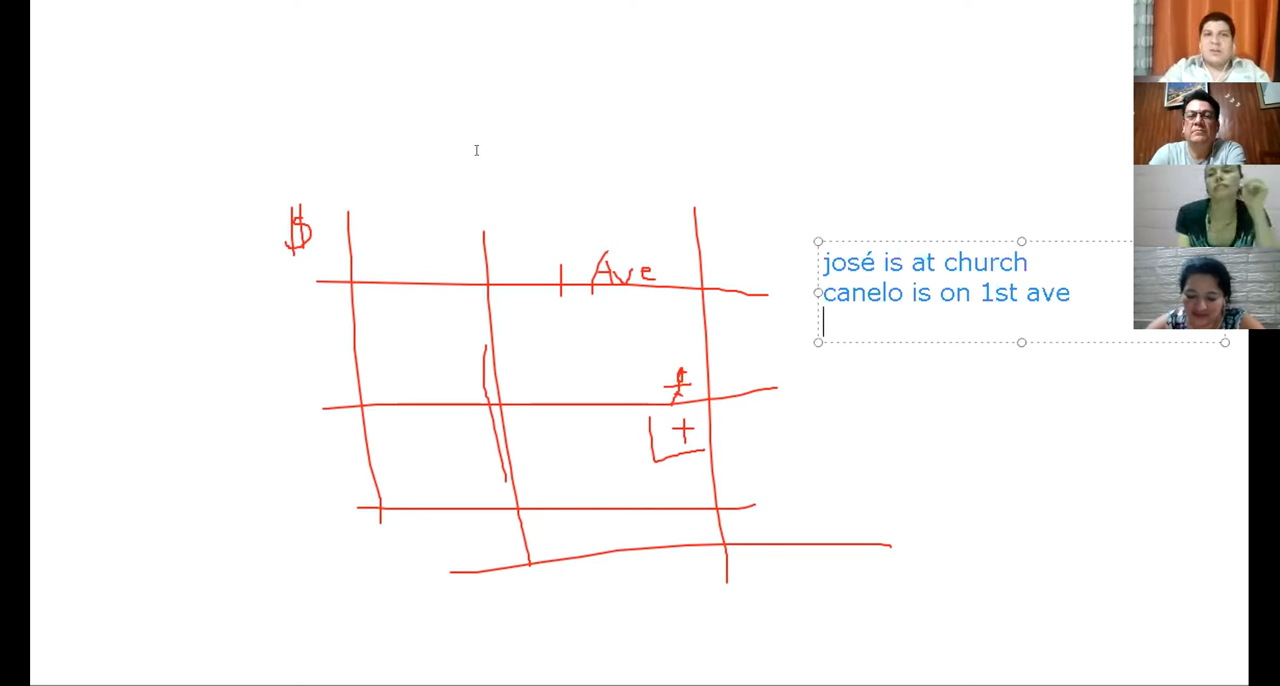 $
1 Ave
josé is at church
canelo is on 1st ave